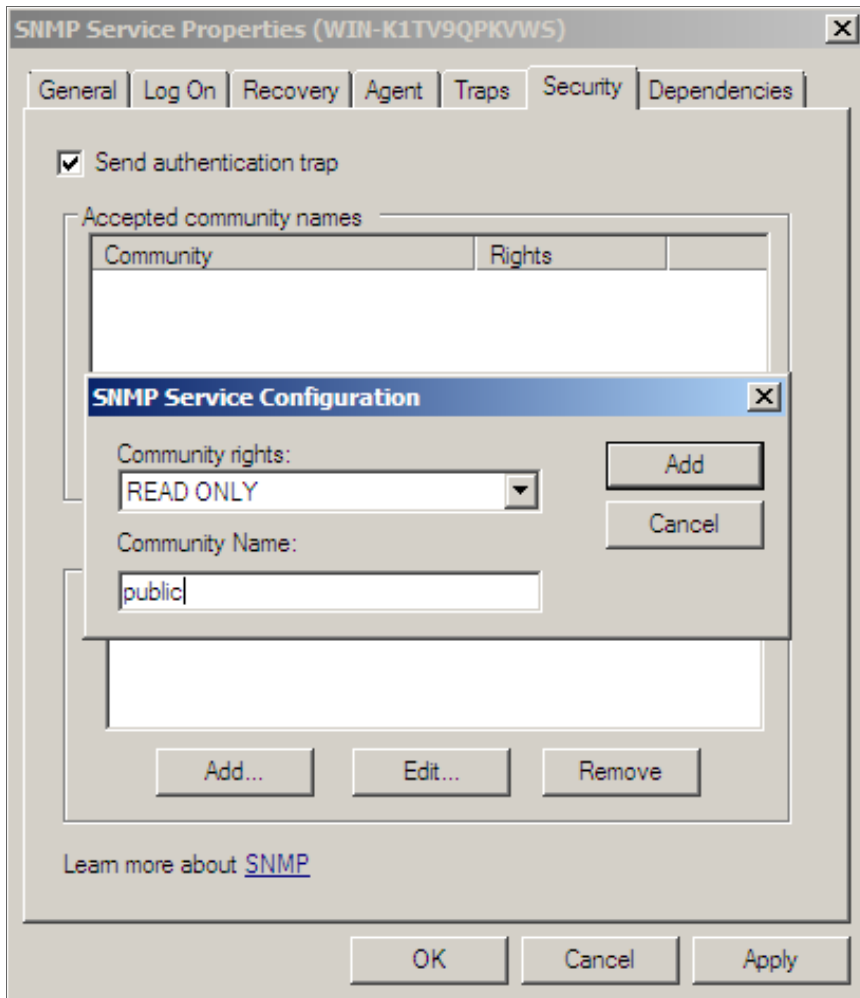 SNMP Service Properties (WIN-K1TV9QPKVWS)
General Log On Recovery Agent Traps Security Dependencies
Send authentication trap
Accepted community names
Community Rights
SNMP Service Configuration
Community rights:
Add
READ ONLY
Cancel
Community Name:
public
Add... Edit... Remove
Learn more about SNMP
OK Cancel Apply